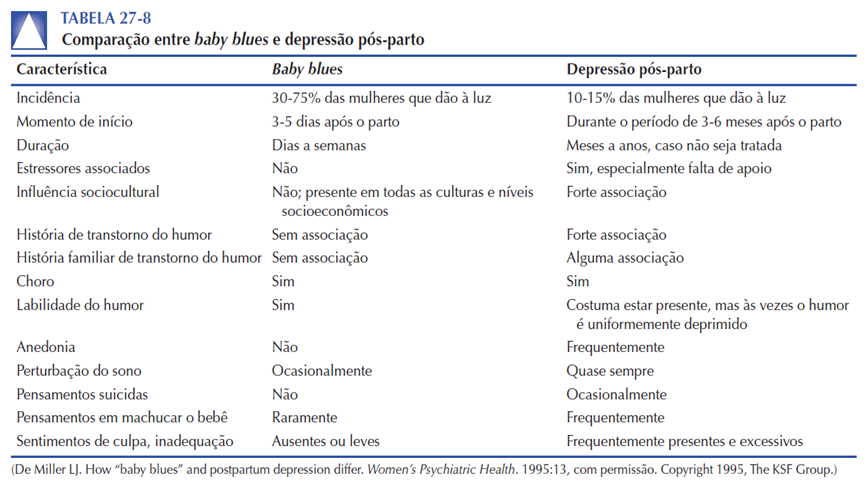 TABELA 27-8
Comparação entre baby blues e depressão pós-parto
Característica Baby blues Depressão pós-parto
Incidência 30-75% das mulheres que dão à luz 10-15% das mulheres que dão à luz
Momento de início 3-5 dias após o parto Durante o período de 3-6 meses após o parto
Duração Dias a semanas Meses a anos, caso não seja tratada
Estressores associados Não Sim, especialmente falta de apoio
Influência sociocultural Não; presente em todas as culturas e níveis Forte associação
socioeconômicos
História de transtorno do humor Sem associação Forte associação
História familiar de transtorno do humor Sem associação Alguma associação
Choro Sim Sim
Labilidade do humor Sim Costuma estar presente, mas às vezes o humor
é uniformemente deprimido
Anedonia Não Frequentemente
Perturbação do sono Ocasionalmente Quase sempre
Pensamentos suicidas Não Ocasionalmente
Pensamentos em machucar o bebê Raramente Frequentemente
Sentimentos de culpa, inadequação Ausentes ou leves Frequentemente presentes e excessivos
(De Miller LJ. How “baby blues” and postpartum depression differ. Women’s Psychiatric Health. 1995:13, com permissão. Copyright 1995, The KSF Group.)